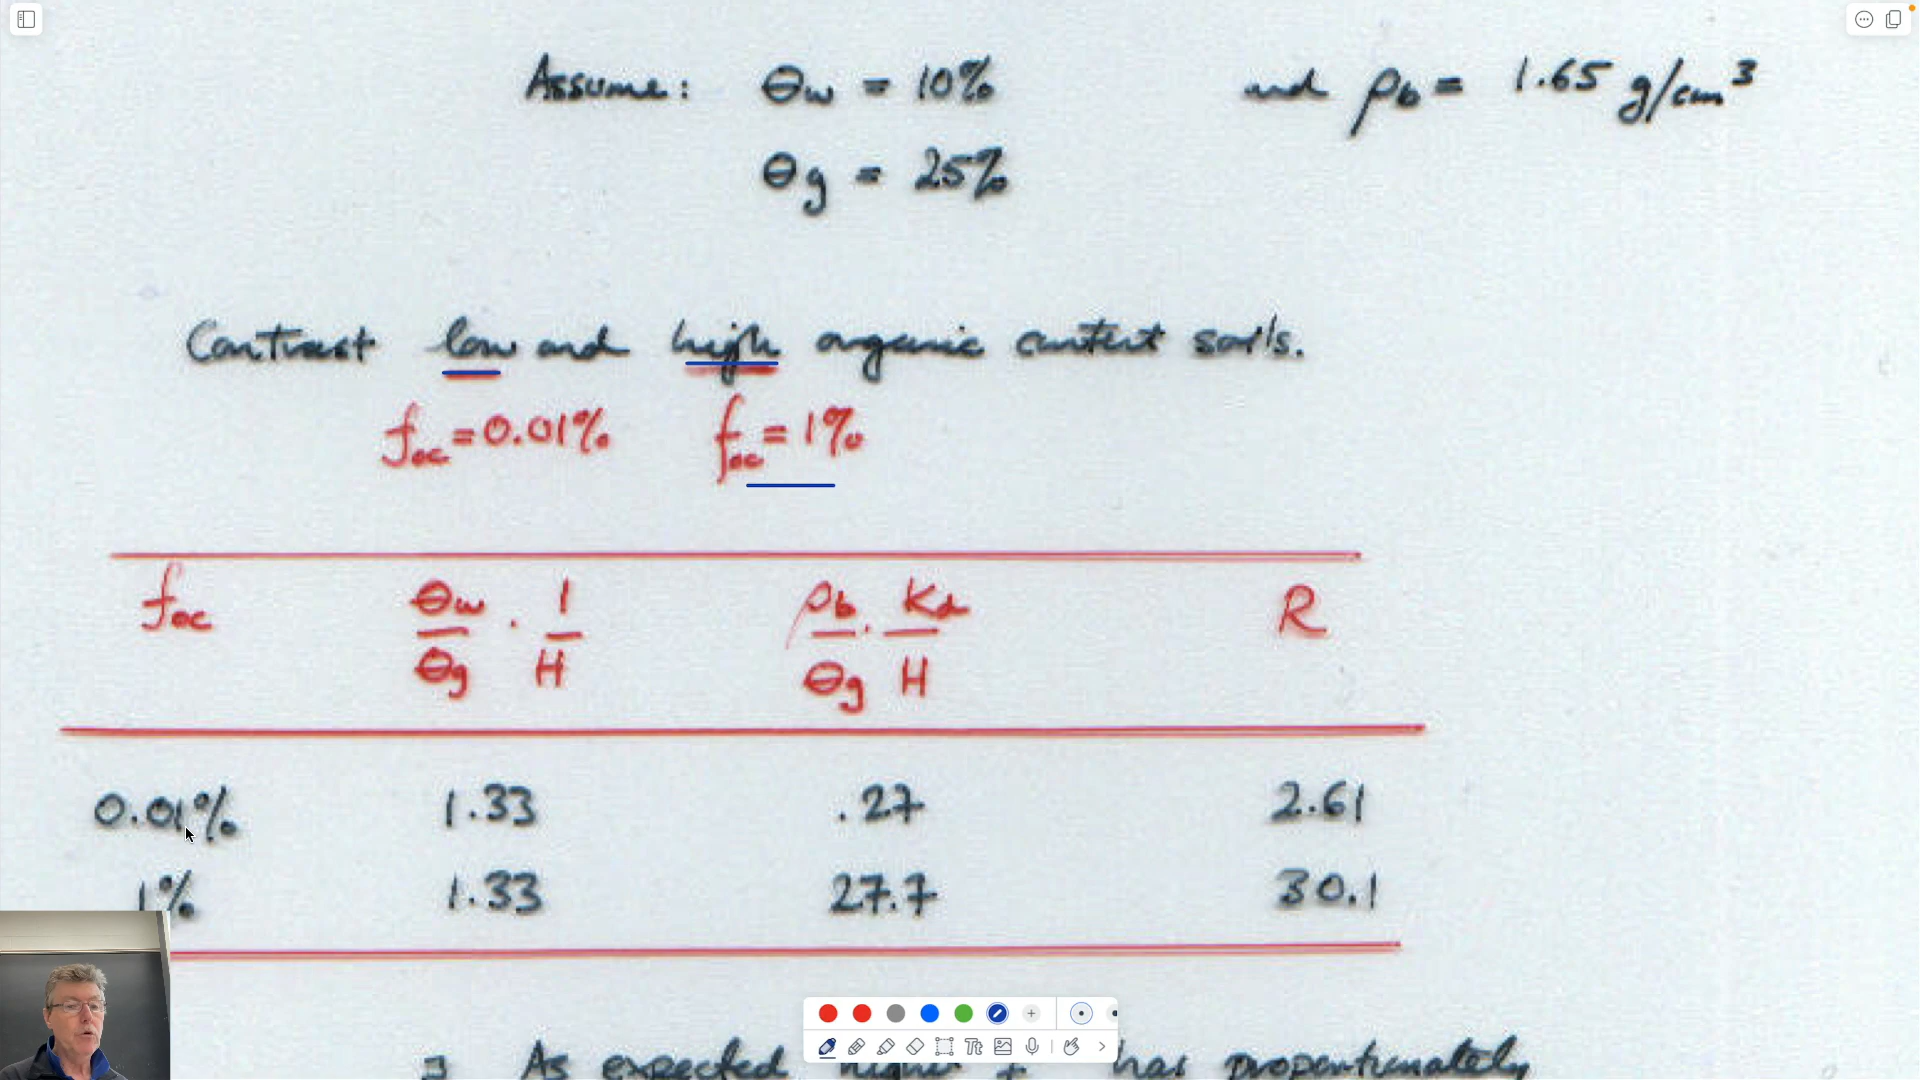 Assume: θw = 10% and ρb = 1.65 g/cm³
θg = 25%
Contrast low and high organic content soils.
foc = 0.01% foc = 1%
foc θw/θg · 1/H ρb/θg · Kd/H R
0.01% 1.33 .27 2.61
1% 1.33 27.7 30.1
As expected higher f has proportionately